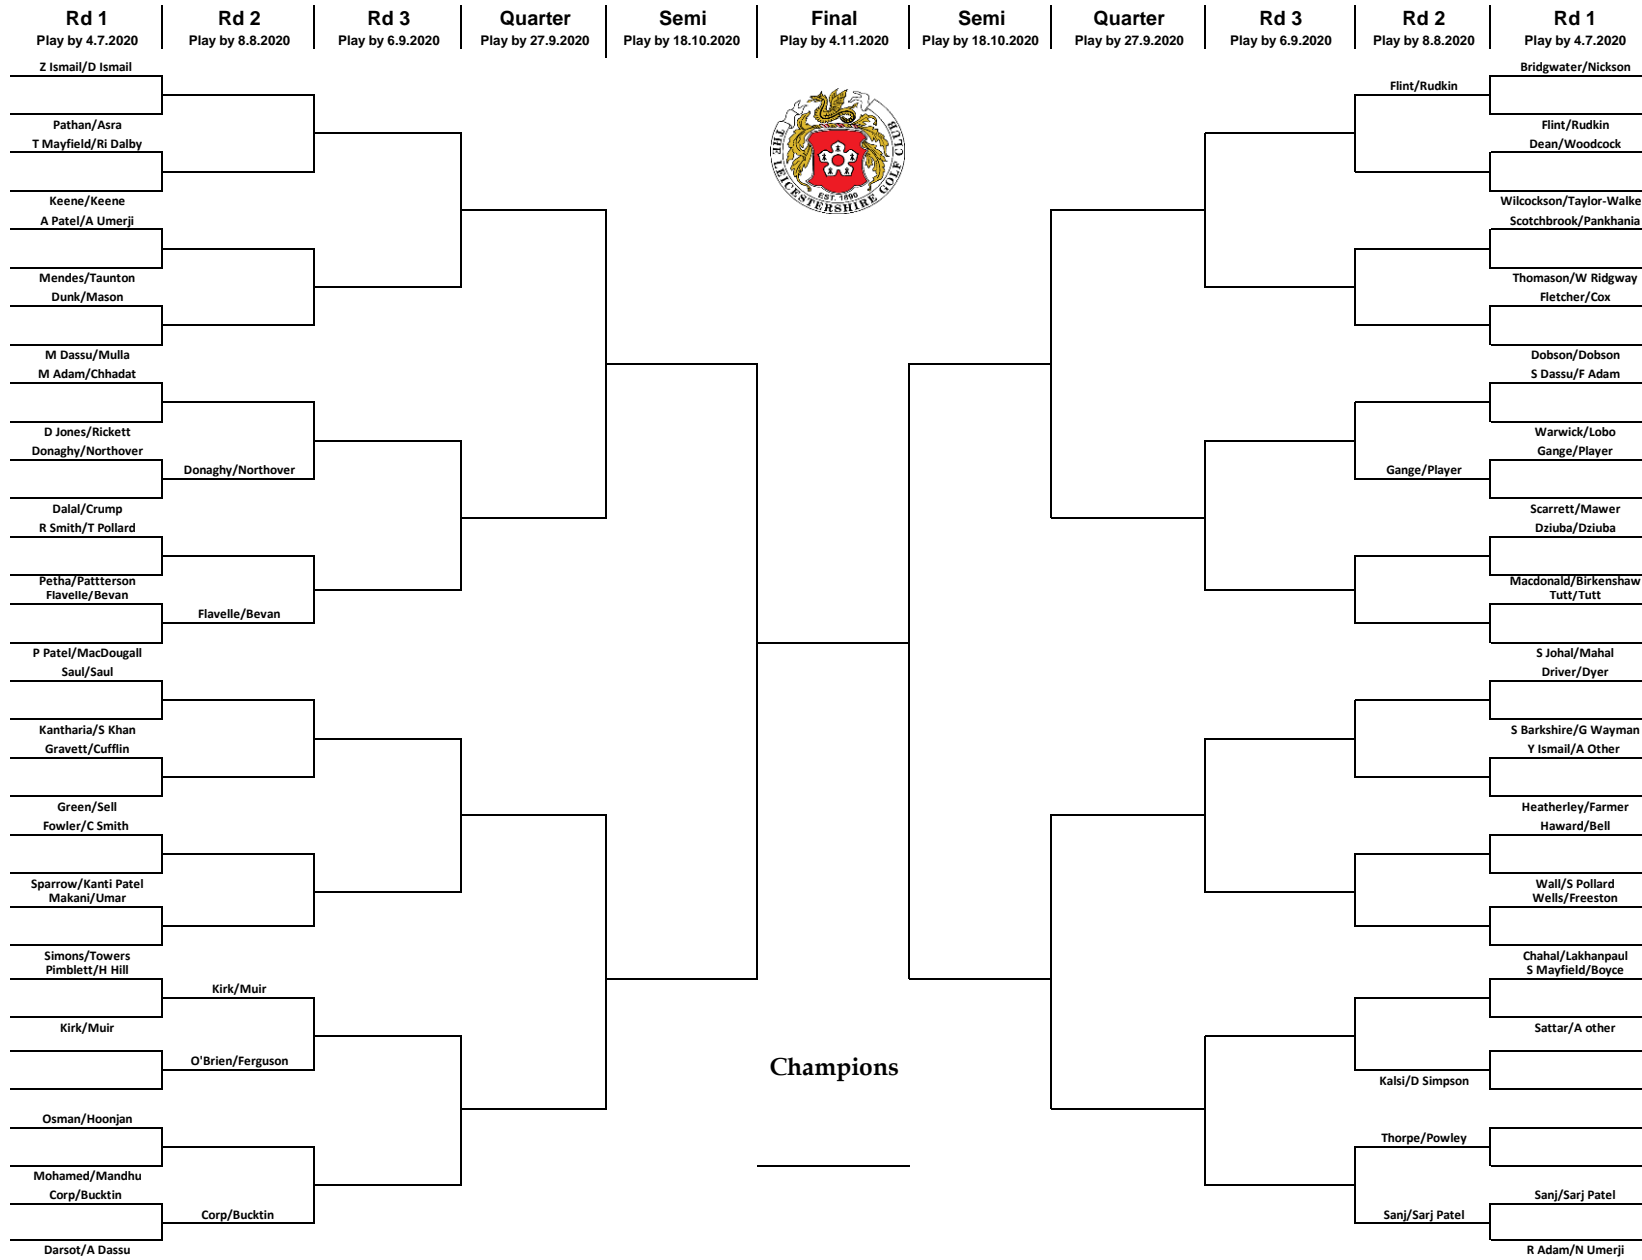 Rd 1 Rd 2 Rd 3 Quarter Semi Final Semi Quarter Rd 3 Rd 2 Rd 1
Play by 4.7.2020 Play by 8.8.2020 Play by 6.9.2020 Play by 27.9.2020 Play by 18.10.2020 Play by 4.11.2020 Play by 18.10.2020 Play by 27.9.2020 Play by 6.9.2020 Play by 8.8.2020 Play by 4.7.2020
Z Ismail/D Ismail Bridgwater/Nickson
Flint/Rudkin
THE LEICESTERSHIRE GOLF CLUB
EST. 1890
Pathan/Asra Flint/Rudkin
T Mayfield/Ri Dalby Dean/Woodcock
Keene/Keene Wilcockson/Taylor-Walke
A Patel/A Umerji Scotchbrook/Pankhania
Mendes/Taunton Thomason/W Ridgway
Dunk/Mason Fletcher/Cox
M Dassu/Mulla Dobson/Dobson
M Adam/Chhadat S Dassu/F Adam
D Jones/Rickett Warwick/Lobo
Donaghy/Northover Gange/Player
Donaghy/Northover Gange/Player
Dalal/Crump Scarrett/Mawer
R Smith/T Pollard Dziuba/Dziuba
Petha/Pattterson Macdonald/Birkenshaw
Flavelle/Bevan Tutt/Tutt
Flavelle/Bevan
P Patel/MacDougall S Johal/Mahal
Saul/Saul Driver/Dyer
Kantharia/S Khan S Barkshire/G Wayman
Gravett/Cufflin Y Ismail/A Other
Green/Sell Heatherley/Farmer
Fowler/C Smith Haward/Bell
Sparrow/Kanti Patel Wall/S Pollard
Makani/Umar Wells/Freeston
Simons/Towers Chahal/Lakhanpaul
Pimblett/H Hill S Mayfield/Boyce
Kirk/Muir
Kirk/Muir Sattar/A other
O'Brien/Ferguson
Champions
Kalsi/D Simpson
Osman/Hoonjan
Thorpe/Powley
Mohamed/Mandhu
Corp/Bucktin Sanj/Sarj Patel
Corp/Bucktin Sanj/Sarj Patel
Darsot/A Dassu R Adam/N Umerji